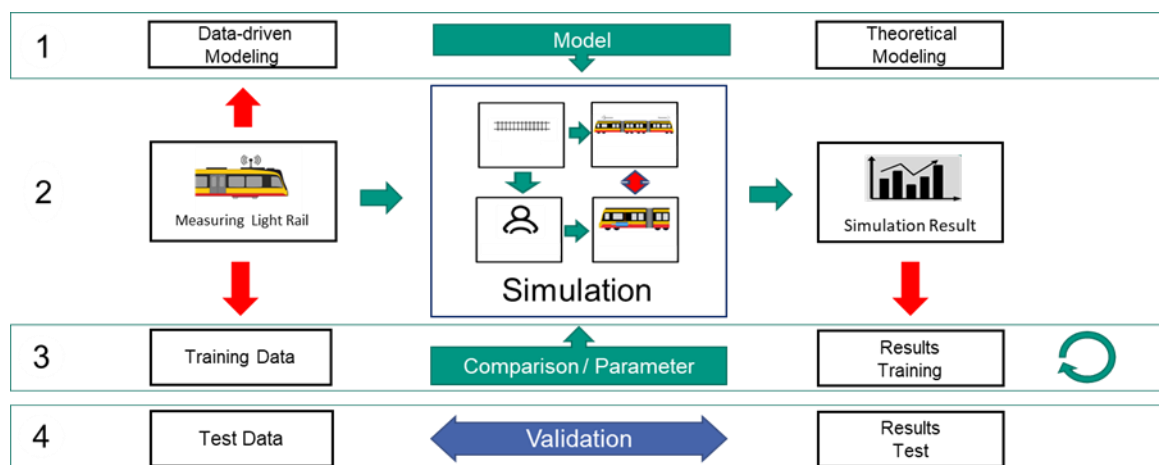 1
Data-driven
Modeling
Model
Theoretical
Modeling
2
Measuring Light Rail
Simulation
Simulation Result
3
Training Data
Comparison / Parameter
Results
Training
4
Test Data
Validation
Results
Test